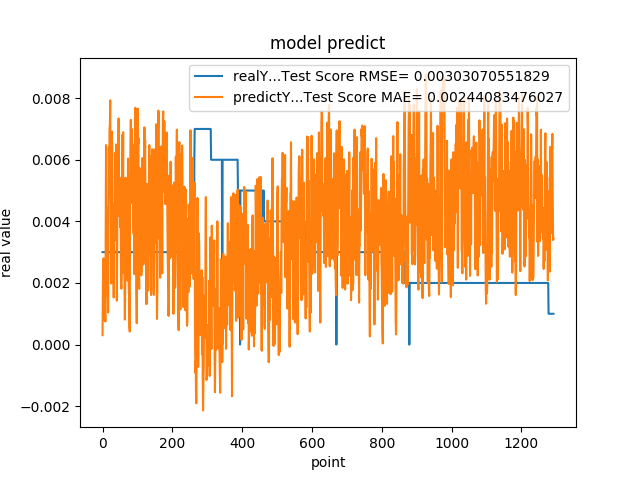 model predict
realY...Test Score RMSE= 0.00303070551829
predictY...Test Score MAE= 0.00244083476027
0.008
0.006
0.004
0.002
0.000
−0.002
real value
0 200 400 600 800 1000 1200
point